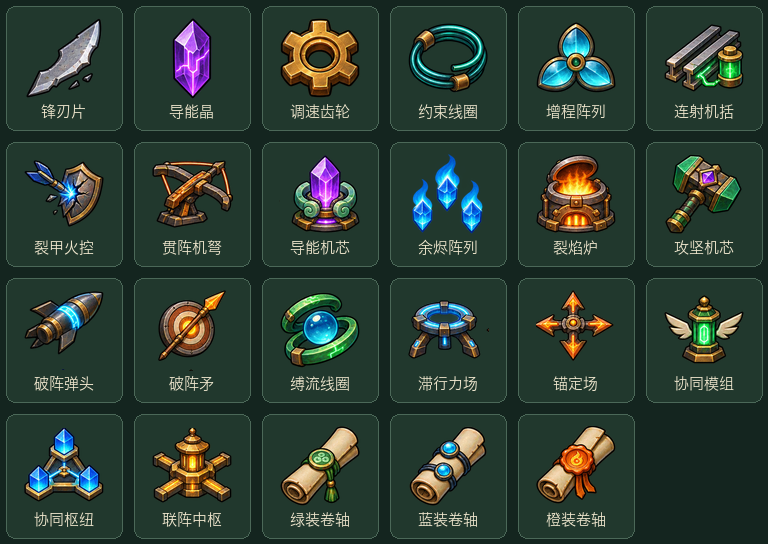 锋刃片
导能晶
调速齿轮
约束线圈
增程阵列
连射机括
裂甲火控
贯阵机弩
导能机芯
余烬阵列
裂焰炉
攻坚机芯
破阵弹头
破阵矛
缚流线圈
滞行力场
锚定场
协同模组
协同枢纽
联阵中枢
绿装卷轴
蓝装卷轴
橙装卷轴